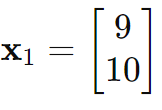 x₁ = [9
10]